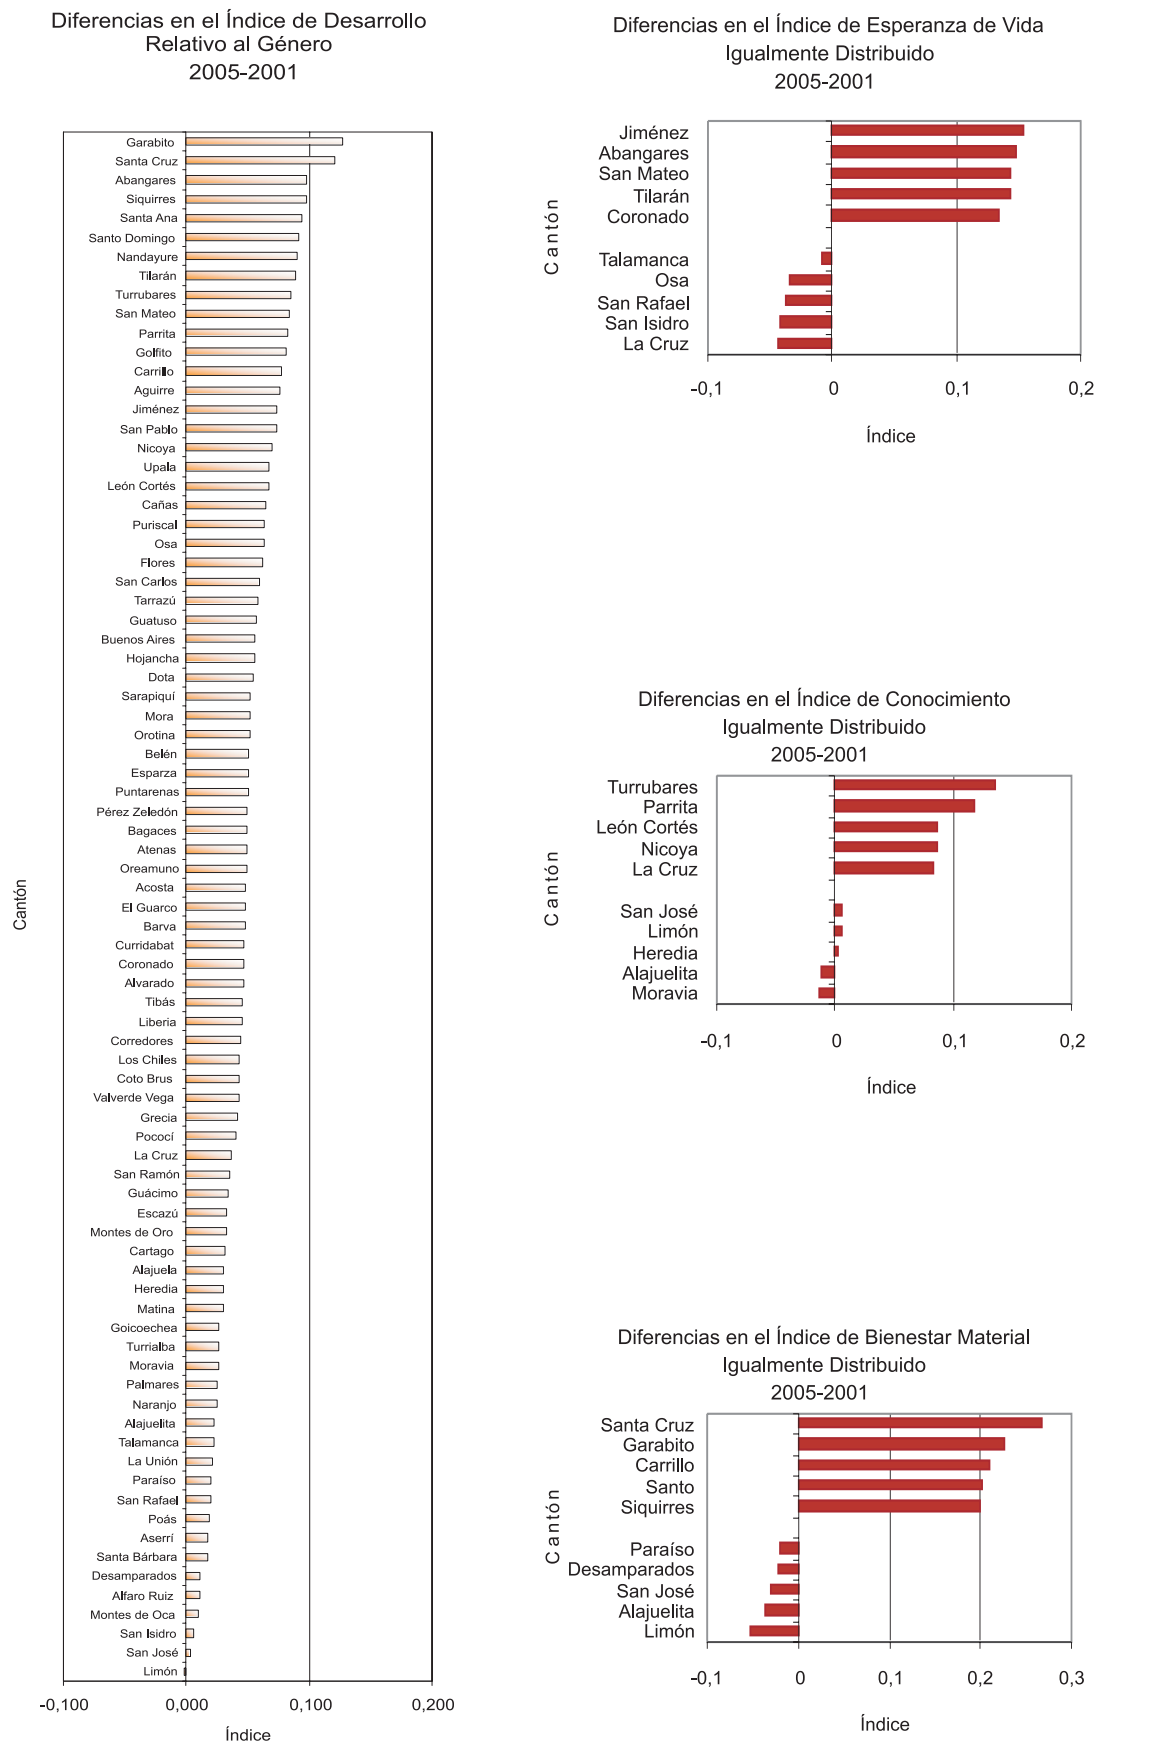 Diferencias en el Índice de Desarrollo
Relativo al Género
2005-2001
Cantón
Garabito
Santa Cruz
Abangares
Siquirres
Santa Ana
Santo Domingo
Nandayure
Tilarán
Turrubares
San Mateo
Parrita
Golfito
Carrillo
Aguirre
Jiménez
San Pablo
Nicoya
Upala
León Cortés
Cañas
Puriscal
Osa
Flores
San Carlos
Tarrazú
Guatuso
Buenos Aires
Hojancha
Dota
Sarapiquí
Mora
Orotina
Belén
Esparza
Puntarenas
Pérez Zeledón
Bagaces
Atenas
Oreamuno
Acosta
El Guarco
Barva
Curridabat
Coronado
Alvarado
Tibás
Liberia
Corredores
Los Chiles
Coto Brus
Valverde Vega
Grecia
Pococí
La Cruz
San Ramón
Guácimo
Escazú
Montes de Oro
Cartago
Alajuela
Heredia
Matina
Goicoechea
Turrialba
Moravia
Palmares
Naranjo
Alajuelita
Talamanca
La Unión
Paraíso
San Rafael
Poás
Aserrí
Santa Bárbara
Desamparados
Alfaro Ruiz
Montes de Oca
San Isidro
San José
Limón
-0,100 0,000 0,100 0,200
Índice
Diferencias en el Índice de Esperanza de Vida
Igualmente Distribuido
2005-2001
Cantón
Jiménez
Abangares
San Mateo
Tilarán
Coronado
Talamanca
Osa
San Rafael
San Isidro
La Cruz
-0,1 0 0,1 0,2
Índice
Diferencias en el Índice de Conocimiento
Igualmente Distribuido
2005-2001
Cantón
Turrubares
Parrita
León Cortés
Nicoya
La Cruz
San José
Limón
Heredia
Alajuelita
Moravia
-0,1 0 0,1 0,2
Índice
Diferencias en el Índice de Bienestar Material
Igualmente Distribuido
2005-2001
Cantón
Santa Cruz
Garabito
Carrillo
Santo
Siquirres
Paraíso
Desamparados
San José
Alajuelita
Limón
-0,1 0 0,1 0,2 0,3
Índice